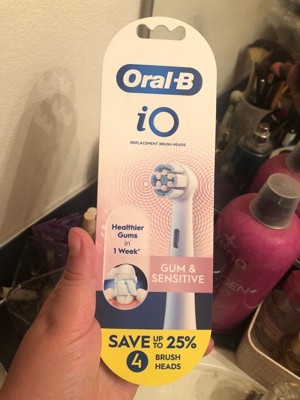 Oral-B
iO
REPLACEMENT BRUSH HEADS
Healthier
Gums
in
1 Week*
GUM &
SENSITIVE
SAVE UP TO 25%
4 BRUSH
HEADS